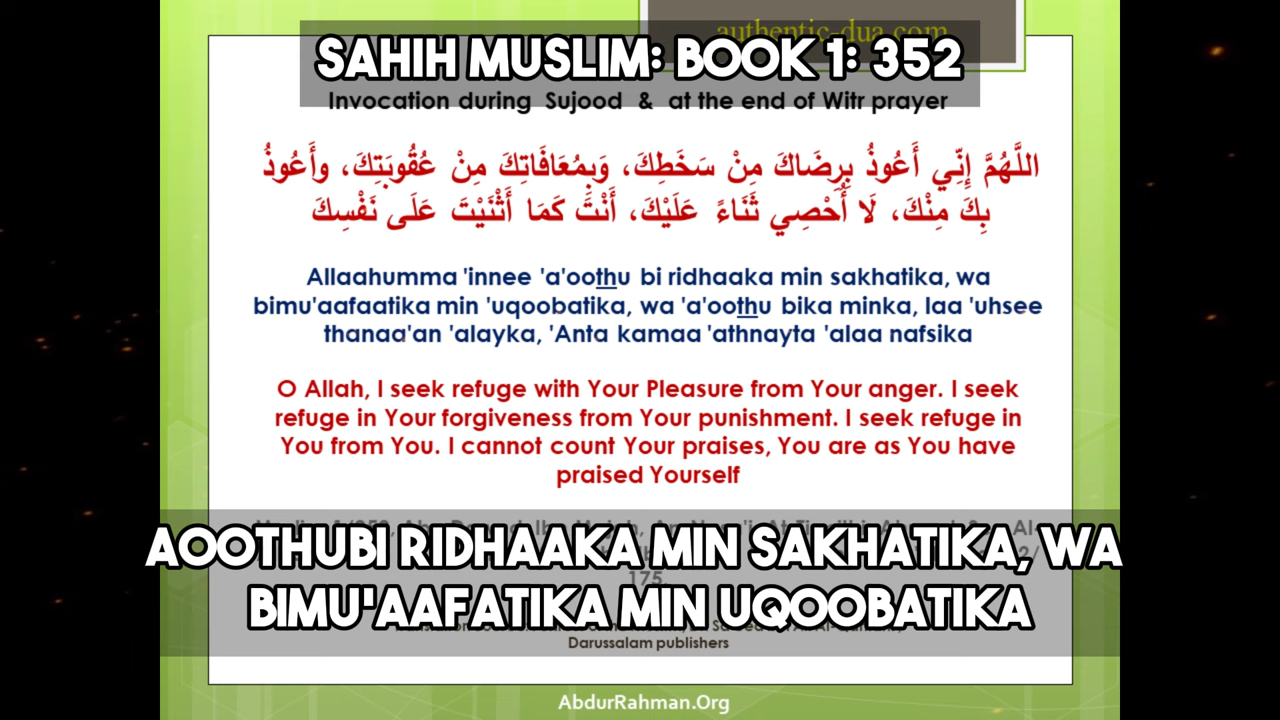 authentic-dua.com
SAHIH MUSLIM: BOOK 1: 352
Invocation during Sujood & at the end of Witr prayer
اللَّهُمَّ إِنِّي أَعُوذُ بِرِضَاكَ مِنْ سَخَطِكَ، وَبِمُعَافَاتِكَ مِنْ عُقُوبَتِكَ، وأَعُوذُ
بِكَ مِنْكَ، لَا أُحْصِي ثَنَاءً عَلَيْكَ، أَنْتَ كَمَا أَثْنَيْتَ عَلَى نَفْسِكَ
Allaahumma 'innee 'a'oothu bi ridhaaka min sakhatika, wa
bimu'aafaatika min 'uqoobatika, wa 'a'oothu bika minka, laa 'uhsee
thanaa'an 'alayka, 'Anta kamaa 'athnayta 'alaa nafsika
O Allah, I seek refuge with Your Pleasure from Your anger. I seek
refuge in Your forgiveness from Your punishment. I seek refuge in
You from You. I cannot count Your praises, You are as You have
praised Yourself
AOOTHUBI RIDHAAKA MIN SAKHATIKA, WA
175.
BIMU'AAFATIKA MIN UQOOBATIKA
Darussalam publishers
AbdurRahman.Org